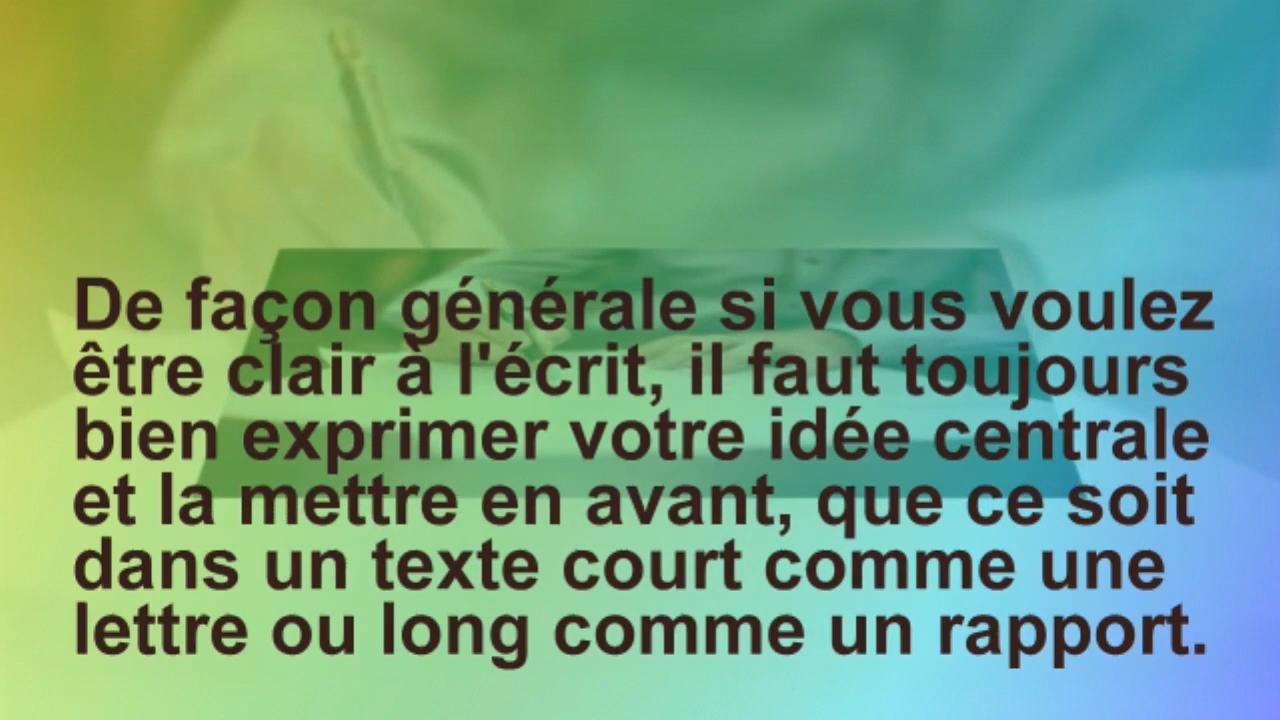 De façon générale si vous voulez
être clair à l'écrit, il faut toujours
bien exprimer votre idée centrale
et la mettre en avant, que ce soit
dans un texte court comme une
lettre ou long comme un rapport.